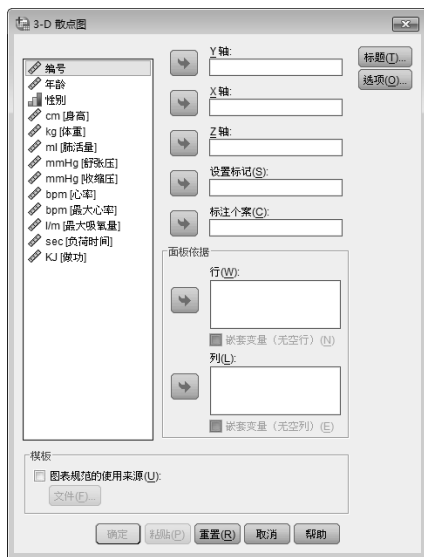 3-D 散点图
编号
年龄
性别
cm [身高]
kg [体重]
ml [肺活量]
mmHg [舒张压]
mmHg [收缩压]
bpm [心率]
bpm [最大心率]
l/m [最大吸氧量]
sec [负荷时间]
KJ [做功]
Y 轴:
X 轴:
Z 轴:
设置标记(S):
标注个案(C):
面板依据
行(W):
嵌套变量（无空行）(N)
列(L):
嵌套变量（无空列）(E)
标题(T)...
选项(O)...
模板
图表规范的使用来源(U):
文件(F)...
确定
粘贴(P)
重置(R)
取消
帮助